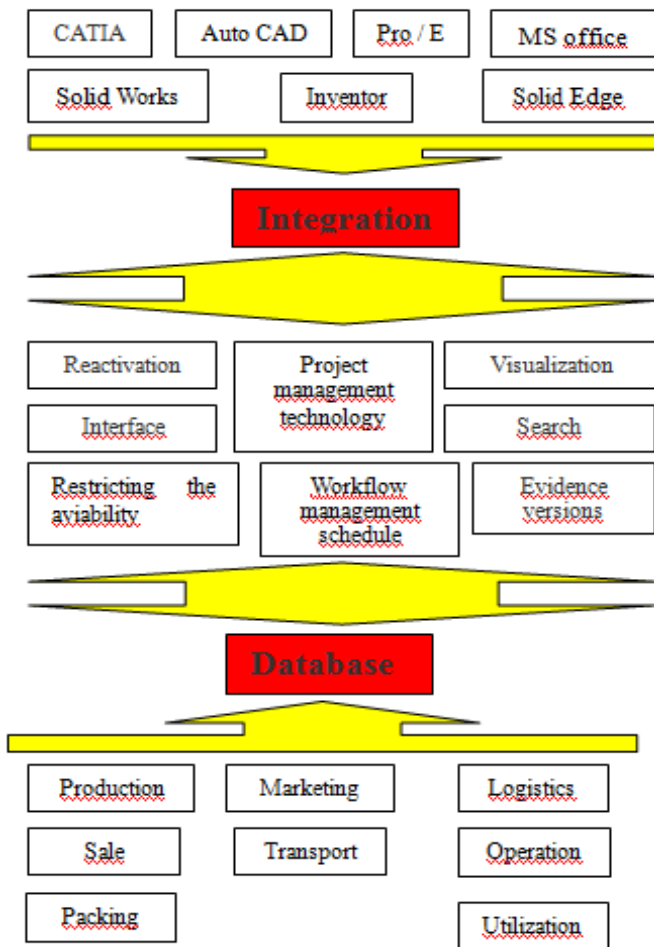 CATIA
Auto CAD
Pro / E
MS office
Solid Works
Inventor
Solid Edge
Integration
Reactivation
Project
management
technology
Visualization
Interface
Search
Restricting the
aviability
Workflow
management
schedule
Evidence
versions
Database
Production
Marketing
Logistics
Sale
Transport
Operation
Packing
Utilization